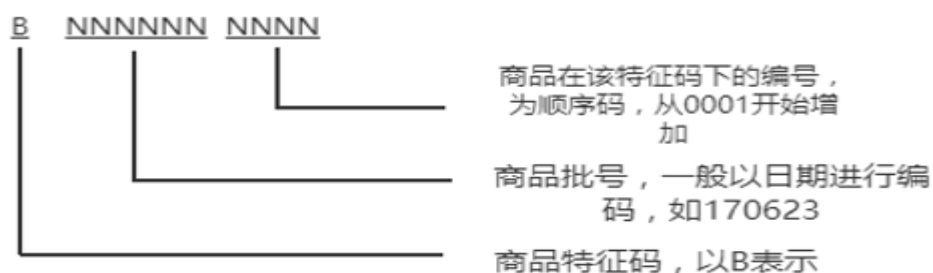 B NNNNNN NNNN
商品在该特征码下的编号，
为顺序码，从0001开始增
加
商品批号，一般以日期进行编
码，如170623
商品特征码，以B表示